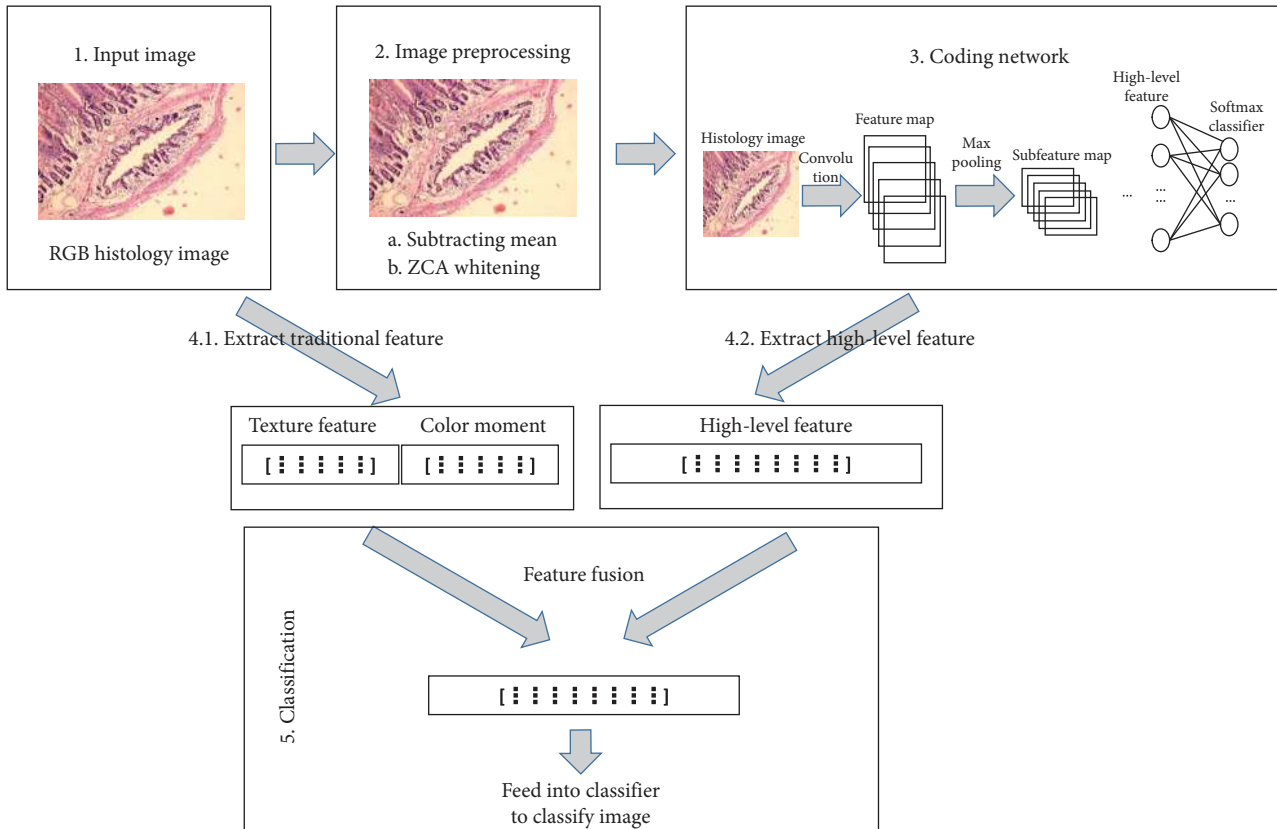 1. Input image
RGB histology image
2. Image preprocessing
a. Subtracting mean
b. ZCA whitening
3. Coding network
Histology image
Convolu
tion
Feature map
Max
pooling
Subfeature map
...
High-level
feature
...
...
Softmax
classifier
...
4.1. Extract traditional feature
4.2. Extract high-level feature
Texture feature
Color moment
[ ]
[ ]
High-level feature
[ ]
5. Classification
Feature fusion
[ ]
Feed into classifier
to classify image